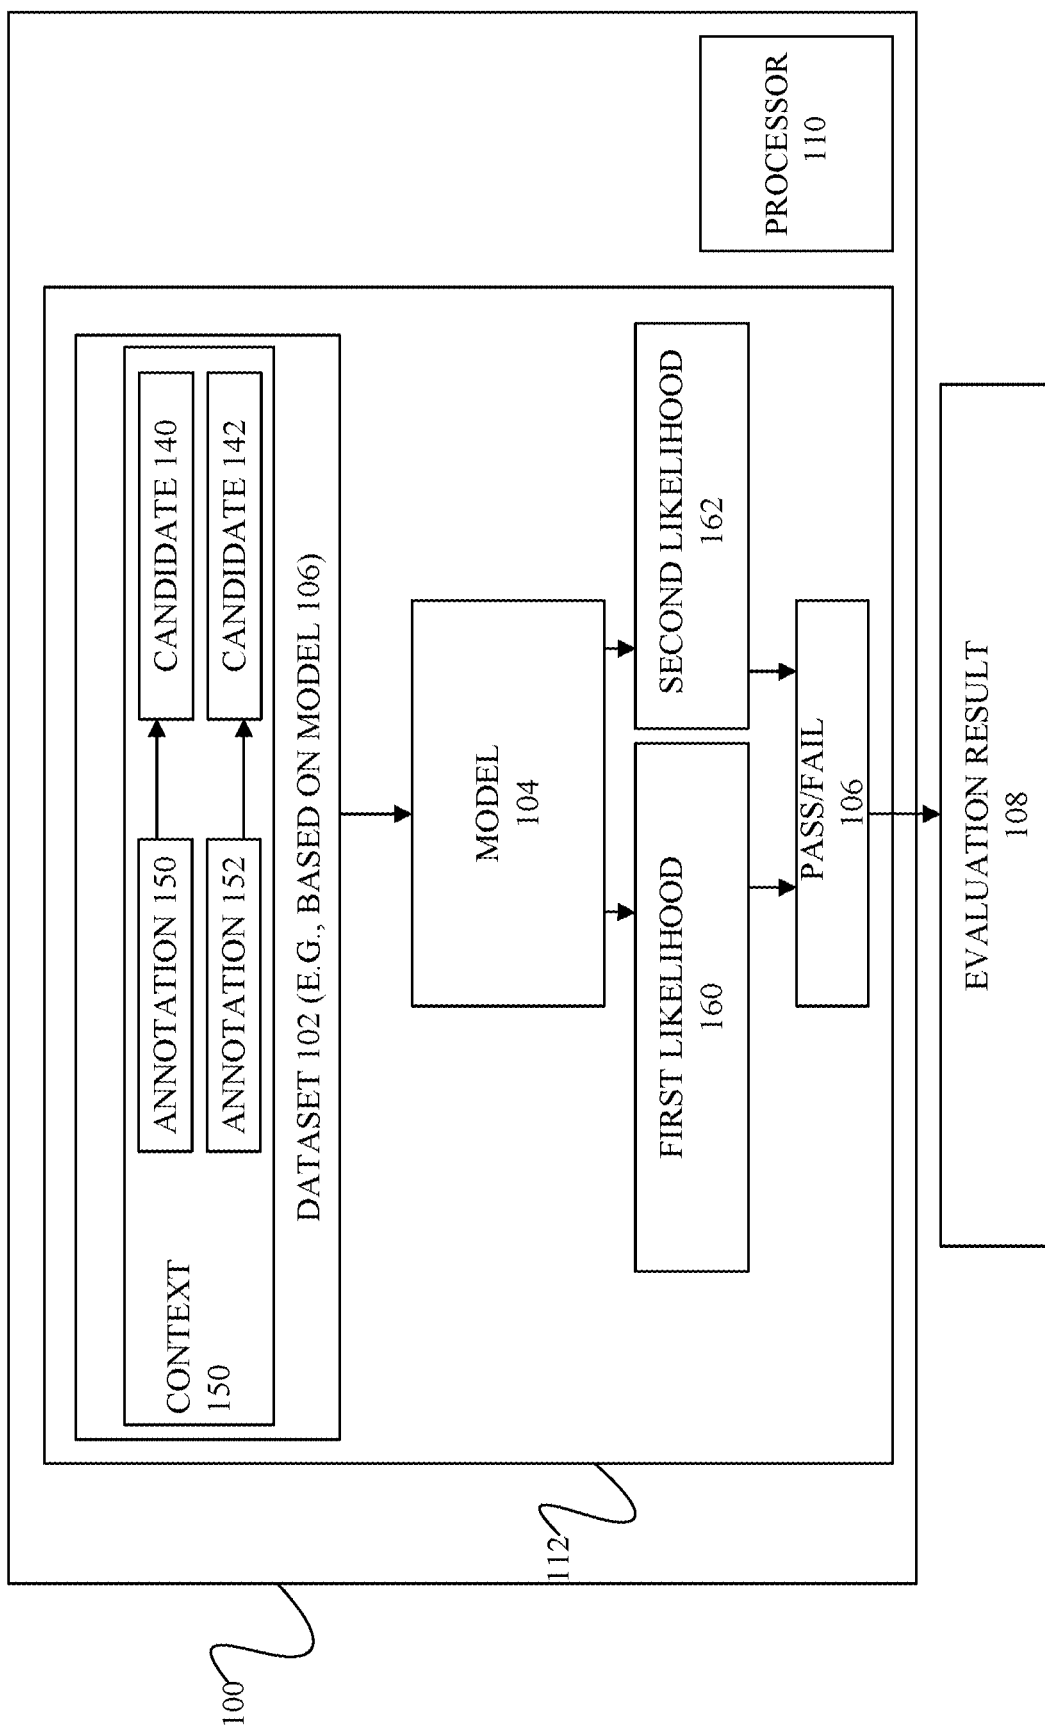 CONTEXT
150
ANNOTATION 150
CANDIDATE 140
ANNOTATION 152
CANDIDATE 142
DATASET 102 (E.G., BASED ON MODEL 106)
MODEL
104
FIRST LIKELIHOOD
160
SECOND LIKELIHOOD
162
PASS/FAIL
106
PROCESSOR
110
EVALUATION RESULT
108
112
100